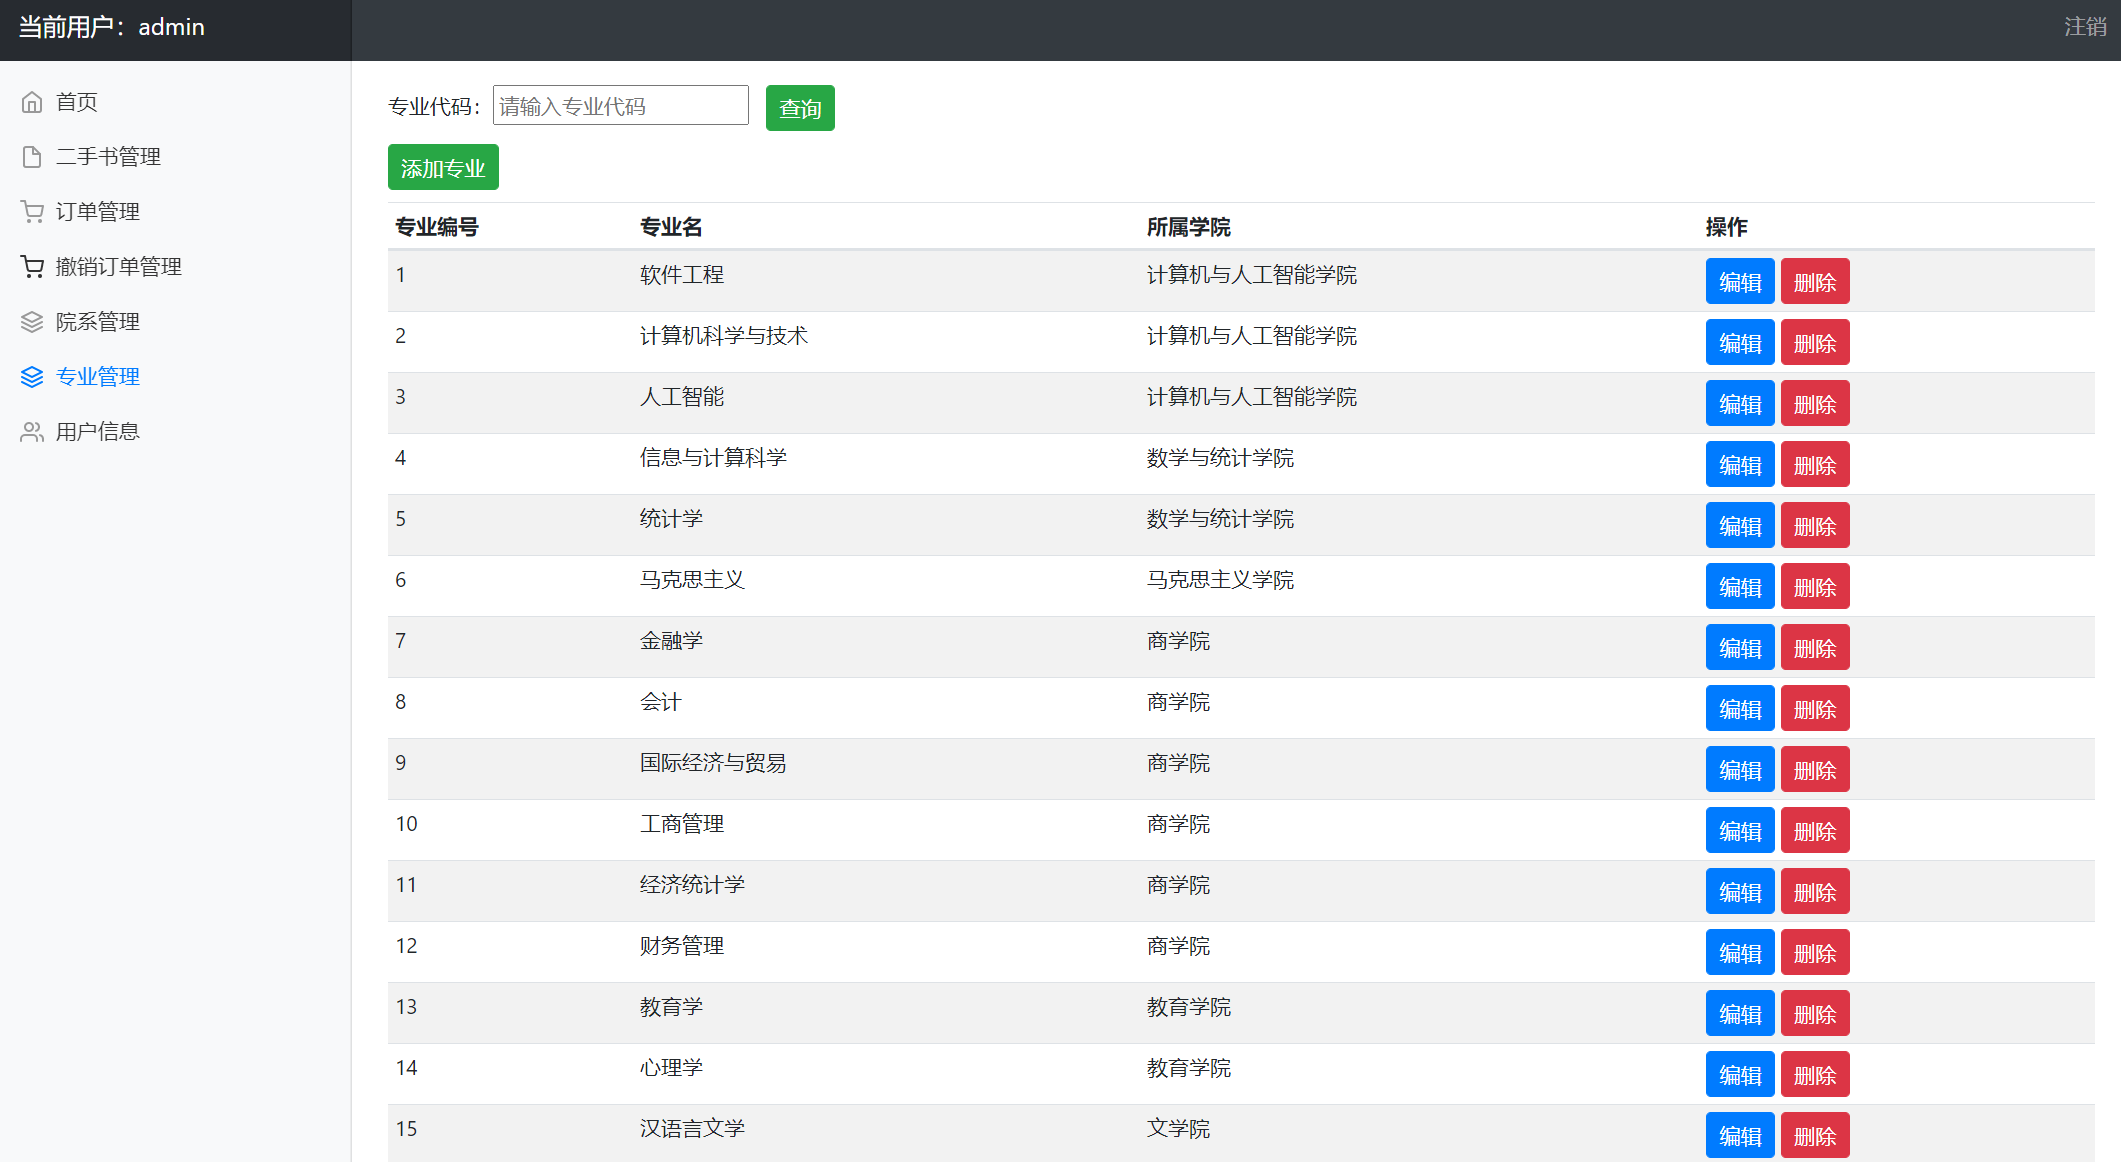 当前用户：admin
注销
首页
二手书管理
订单管理
撤销订单管理
院系管理
专业管理
用户信息
专业代码： 请输入专业代码 查询
添加专业
专业编号 专业名 所属学院 操作
1 软件工程 计算机与人工智能学院 编辑 删除
2 计算机科学与技术 计算机与人工智能学院 编辑 删除
3 人工智能 计算机与人工智能学院 编辑 删除
4 信息与计算科学 数学与统计学院 编辑 删除
5 统计学 数学与统计学院 编辑 删除
6 马克思主义 马克思主义学院 编辑 删除
7 金融学 商学院 编辑 删除
8 会计 商学院 编辑 删除
9 国际经济与贸易 商学院 编辑 删除
10 工商管理 商学院 编辑 删除
11 经济统计学 商学院 编辑 删除
12 财务管理 商学院 编辑 删除
13 教育学 教育学院 编辑 删除
14 心理学 教育学院 编辑 删除
15 汉语言文学 文学院 编辑 删除